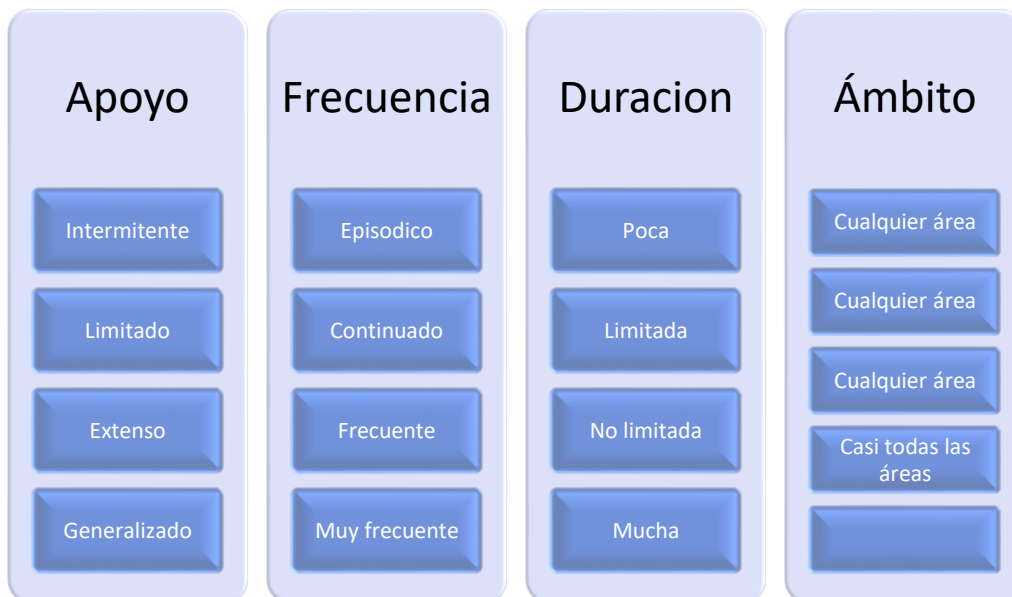 Apoyo
Intermitente
Limitado
Extenso
Generalizado
Frecuencia
Episodico
Continuado
Frecuente
Muy frecuente
Duracion
Poca
Limitada
No limitada
Mucha
Ámbito
Cualquier área
Cualquier área
Cualquier área
Casi todas las
áreas